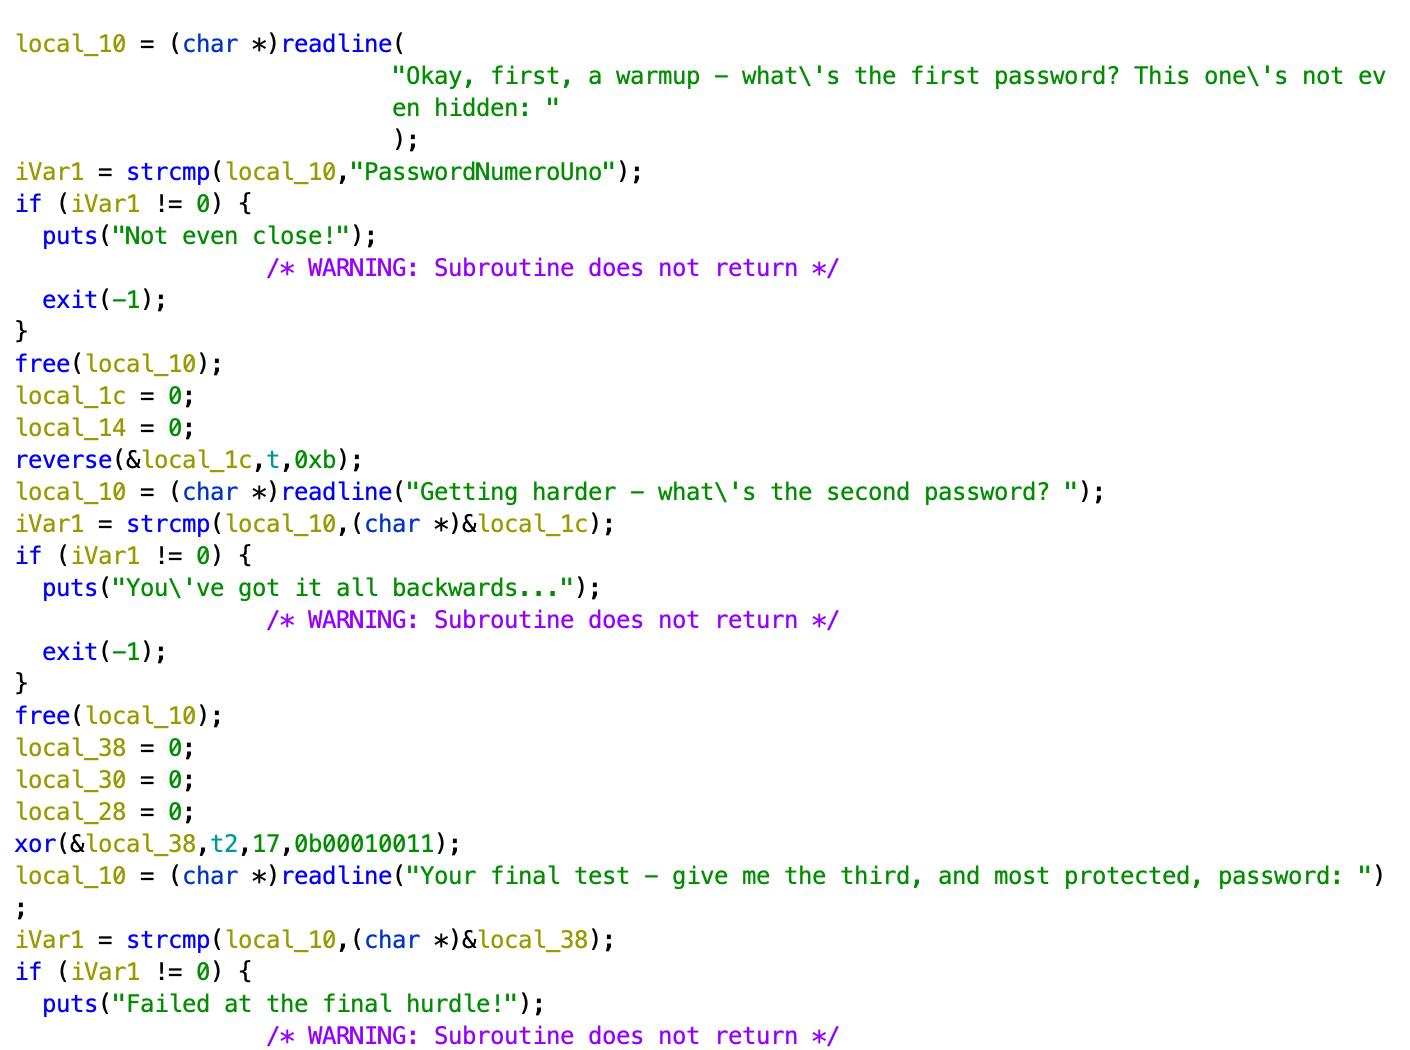 local_10 = (char *)readline(
"Okay, first, a warmup - what\'s the first password? This one\'s not ev
en hidden: "
);
iVar1 = strcmp(local_10,"PasswordNumeroUno");
if (iVar1 != 0) {
puts("Not even close!");
/* WARNING: Subroutine does not return */
exit(-1);
}
free(local_10);
local_1c = 0;
local_14 = 0;
reverse(&local_1c,t,0xb);
local_10 = (char *)readline("Getting harder - what\'s the second password? ");
iVar1 = strcmp(local_10,(char *)&local_1c);
if (iVar1 != 0) {
puts("You\'ve got it all backwards...");
/* WARNING: Subroutine does not return */
exit(-1);
}
free(local_10);
local_38 = 0;
local_30 = 0;
local_28 = 0;
xor(&local_38,t2,17,0b00010011);
local_10 = (char *)readline("Your final test - give me the third, and most protected, password: ")
;
iVar1 = strcmp(local_10,(char *)&local_38);
if (iVar1 != 0) {
puts("Failed at the final hurdle!");
/* WARNING: Subroutine does not return */